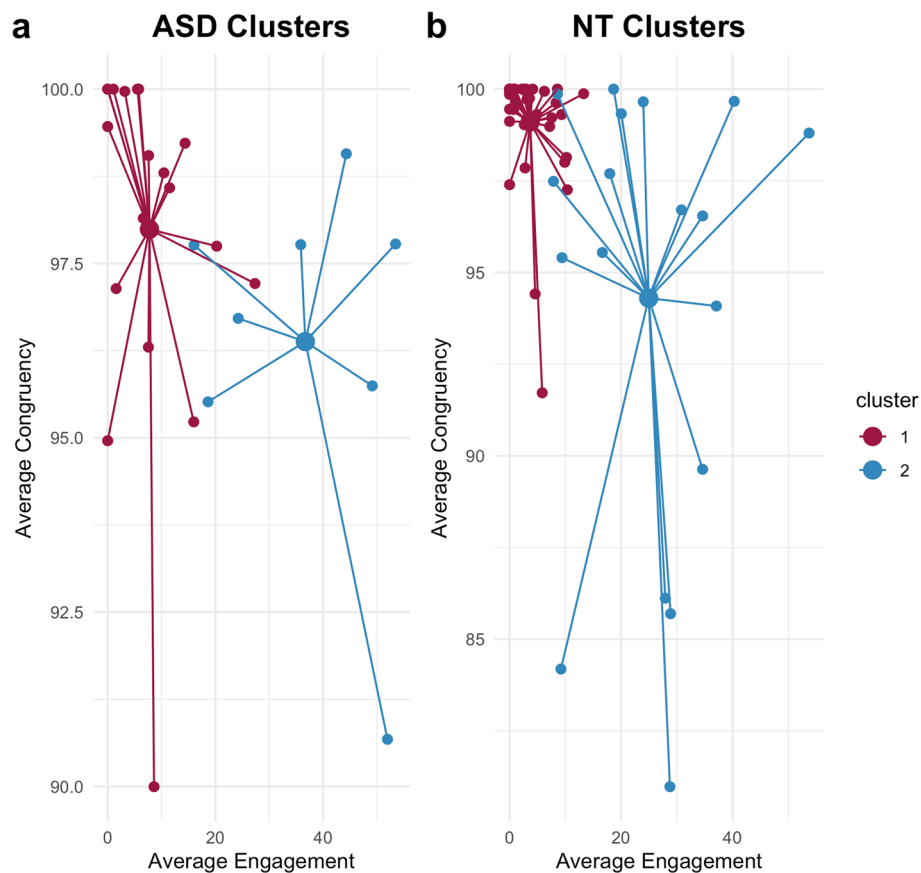 a ASD Clusters
100.0
97.5
95.0
92.5
90.0
Average Congruency
0 20 40
Average Engagement
b NT Clusters
100
95
90
85
Average Congruency
0 20 40
Average Engagement
cluster
1
2